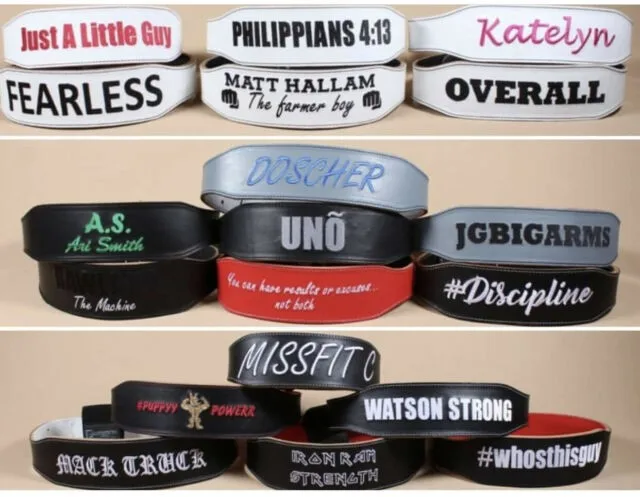 Just A Little Guy
PHILIPPIANS 4:13
Katelyn
FEARLESS
MATT HALLAM
The farmer boy
OVERALL
DOSCHER
A.S.
Ari Smith
UNÕ
JGBIGARMS
The Machine
You can have results or excuses...
not both
#Discipline
MISSFIT C
#PUPPYY POWERR
WATSON STRONG
MACK TRUCK
IRON RAM
STRENGTH
#whosthisguy